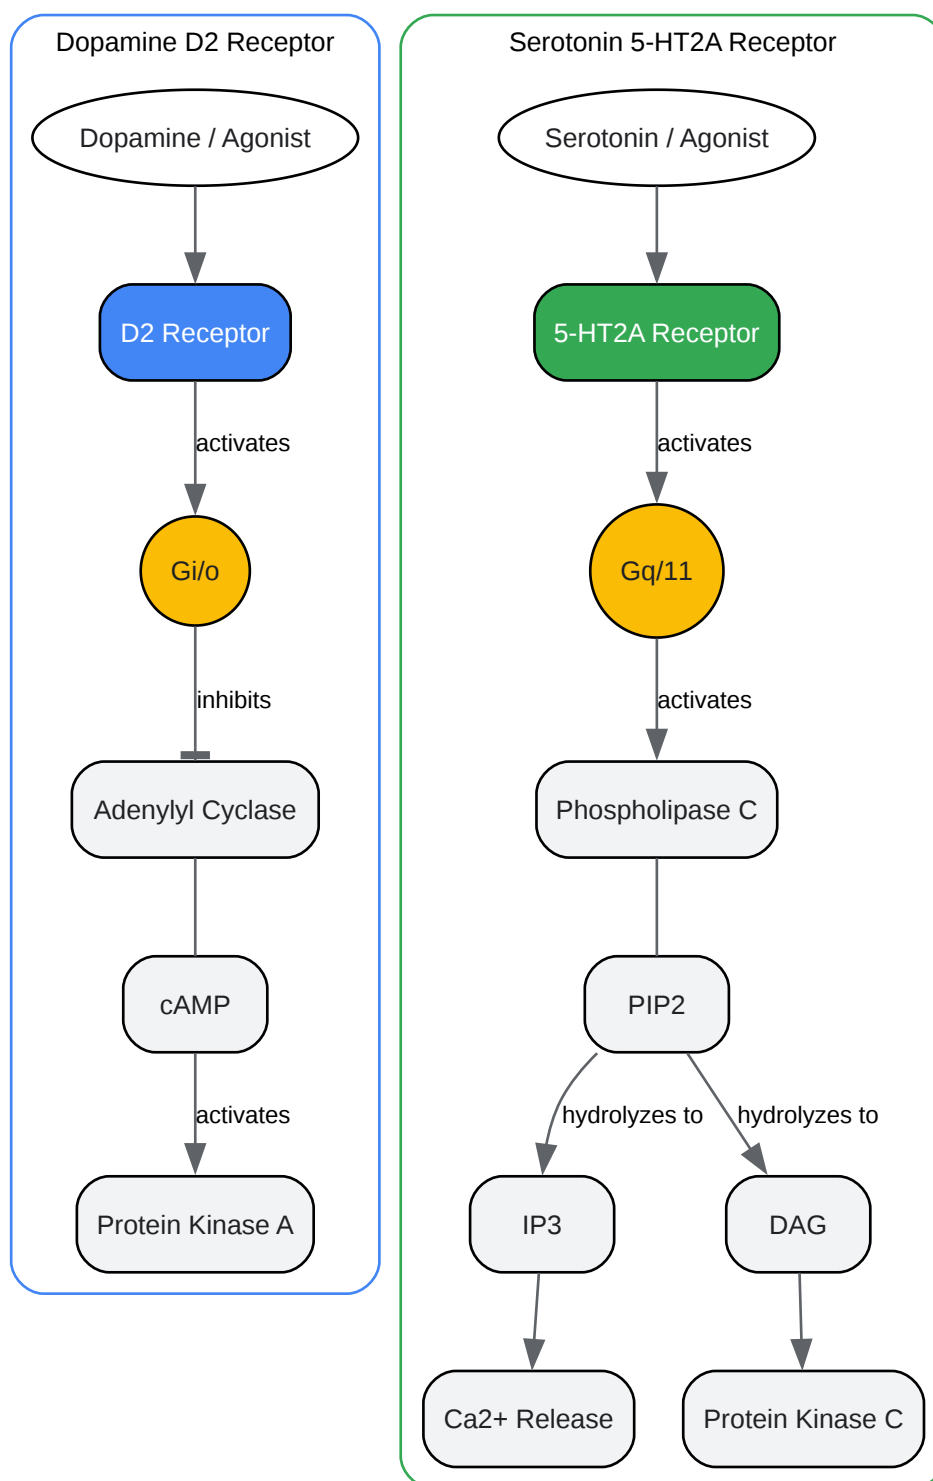 Dopamine D2 Receptor
Dopamine / Agonist
D2 Receptor
activates
Gi/o
inhibits
Adenylyl Cyclase
cAMP
activates
Protein Kinase A
Serotonin 5-HT2A Receptor
Serotonin / Agonist
5-HT2A Receptor
activates
Gq/11
activates
Phospholipase C
PIP2
hydrolyzes to
hydrolyzes to
IP3
DAG
Ca2+ Release
Protein Kinase C